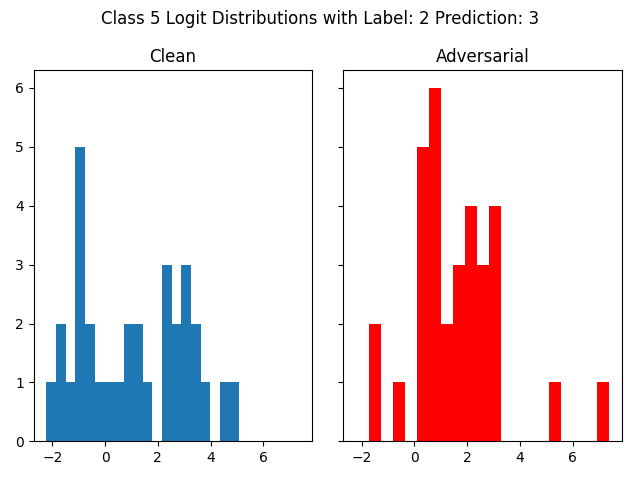 Class 5 Logit Distributions with Label: 2 Prediction: 3
Clean
Adversarial
6
5
4
3
2
1
0
−2 0 2 4 6
−2 0 2 4 6